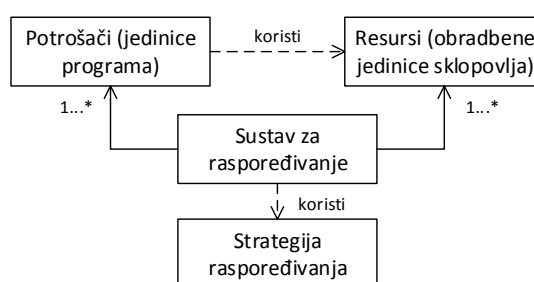 Potrošači (jedinice
programa)
koristi
Resursi (obradbene
jedinice sklopovlja)
1...*
1...*
Sustav za
raspoređivanje
koristi
Strategija
raspoređivanja